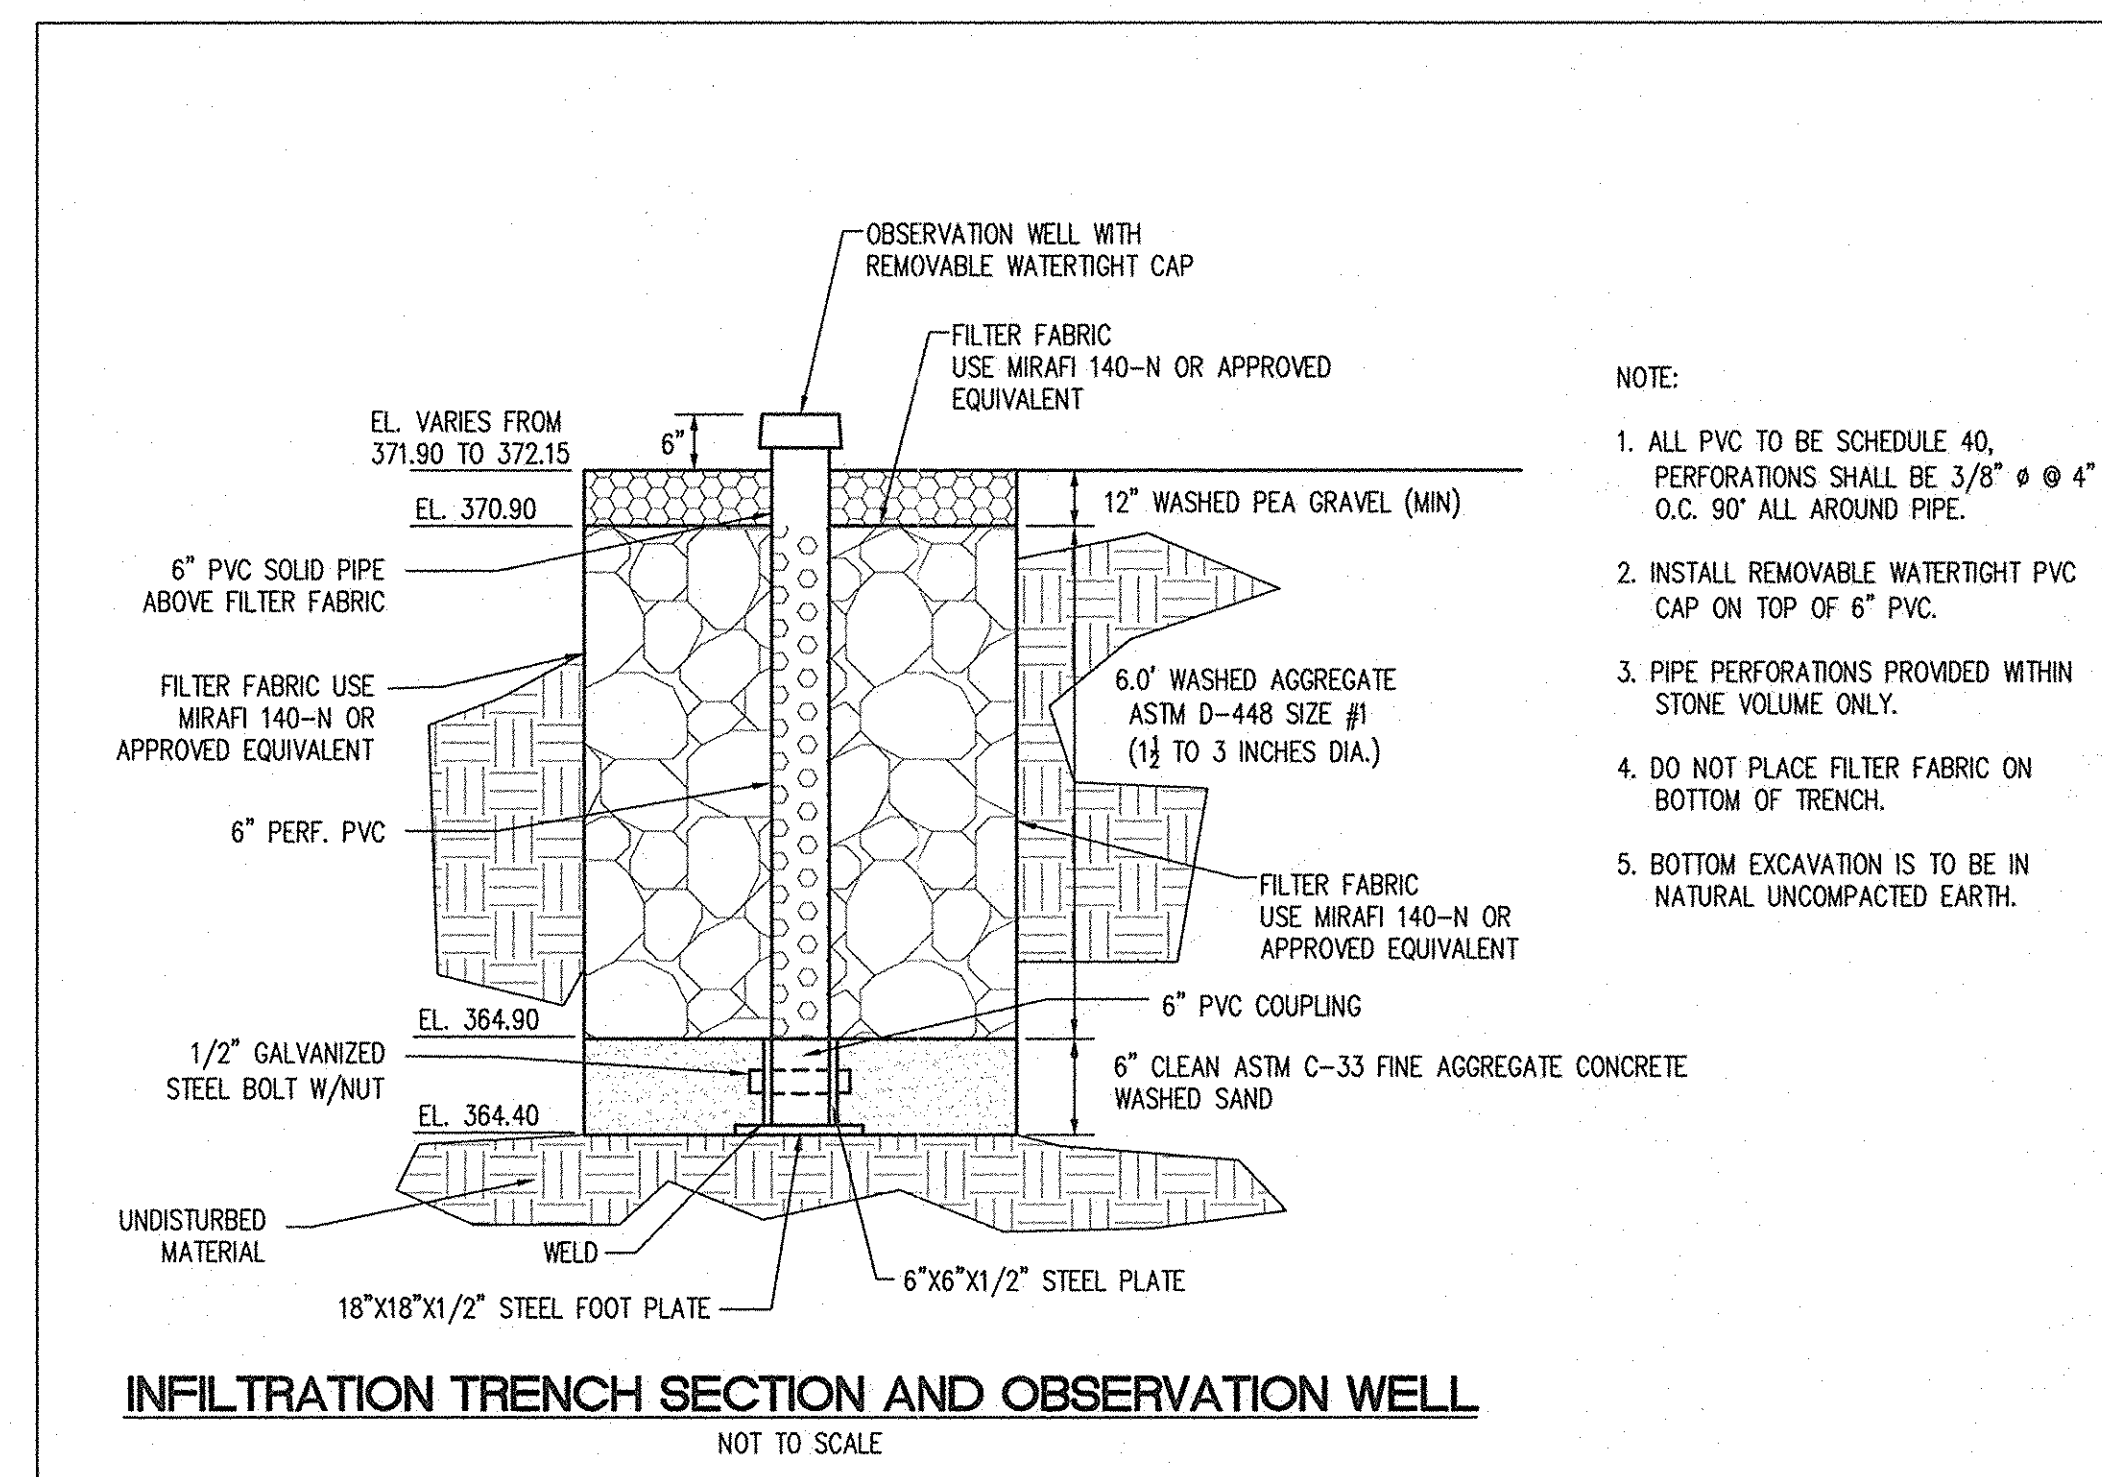 OBSERVATION WELL WITH
REMOVABLE WATERTIGHT CAP
FILTER FABRIC
USE MIRAFI 140-N OR APPROVED
EQUIVALENT
EL. VARIES FROM
371.90 TO 372.15
6"
EL. 370.90
12" WASHED PEA GRAVEL (MIN)
6" PVC SOLID PIPE
ABOVE FILTER FABRIC
FILTER FABRIC USE
MIRAFI 140-N OR
APPROVED EQUIVALENT
6.0' WASHED AGGREGATE
ASTM D-448 SIZE #1
(1½ TO 3 INCHES DIA.)
6" PERF. PVC
FILTER FABRIC
USE MIRAFI 140-N OR
APPROVED EQUIVALENT
6" PVC COUPLING
EL. 364.90
1/2" GALVANIZED
STEEL BOLT W/NUT
6" CLEAN ASTM C-33 FINE AGGREGATE CONCRETE
WASHED SAND
EL. 364.40
UNDISTURBED
MATERIAL
WELD
6"X6"X1/2" STEEL PLATE
18"X18"X1/2" STEEL FOOT PLATE
NOTE:
1. ALL PVC TO BE SCHEDULE 40,
PERFORATIONS SHALL BE 3/8" ø @ 4"
O.C. 90° ALL AROUND PIPE.
2. INSTALL REMOVABLE WATERTIGHT PVC
CAP ON TOP OF 6" PVC.
3. PIPE PERFORATIONS PROVIDED WITHIN
STONE VOLUME ONLY.
4. DO NOT PLACE FILTER FABRIC ON
BOTTOM OF TRENCH.
5. BOTTOM EXCAVATION IS TO BE IN
NATURAL UNCOMPACTED EARTH.
INFILTRATION TRENCH SECTION AND OBSERVATION WELL
NOT TO SCALE